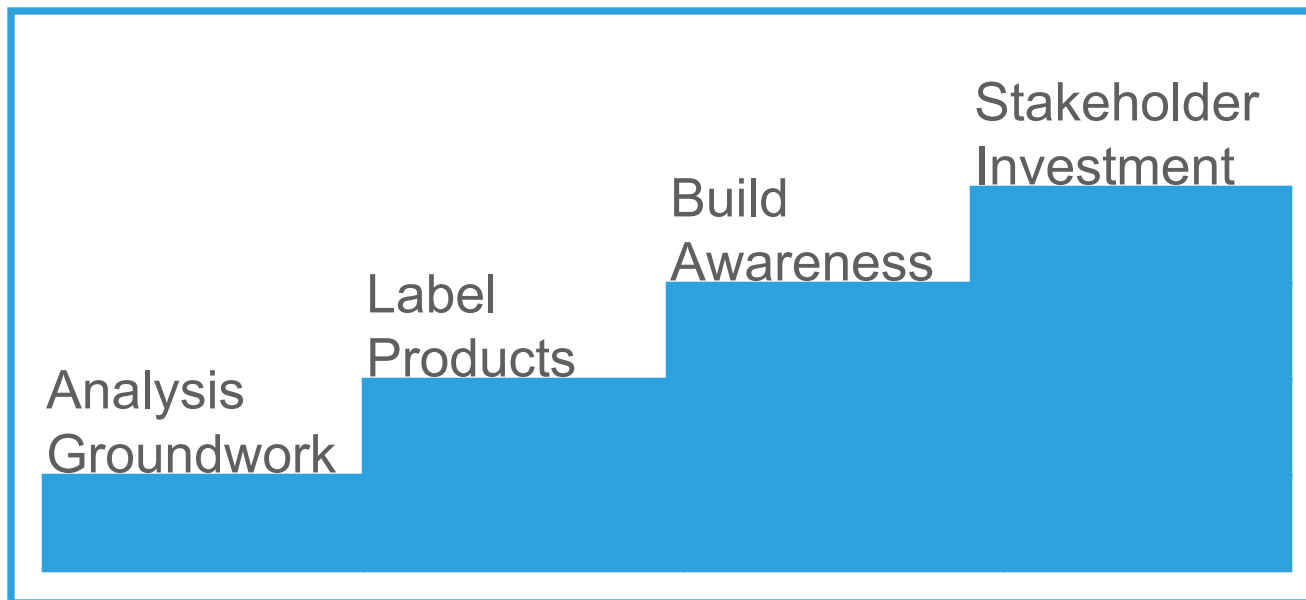 Analysis
Groundwork
Label
Products
Build
Awareness
Stakeholder
Investment